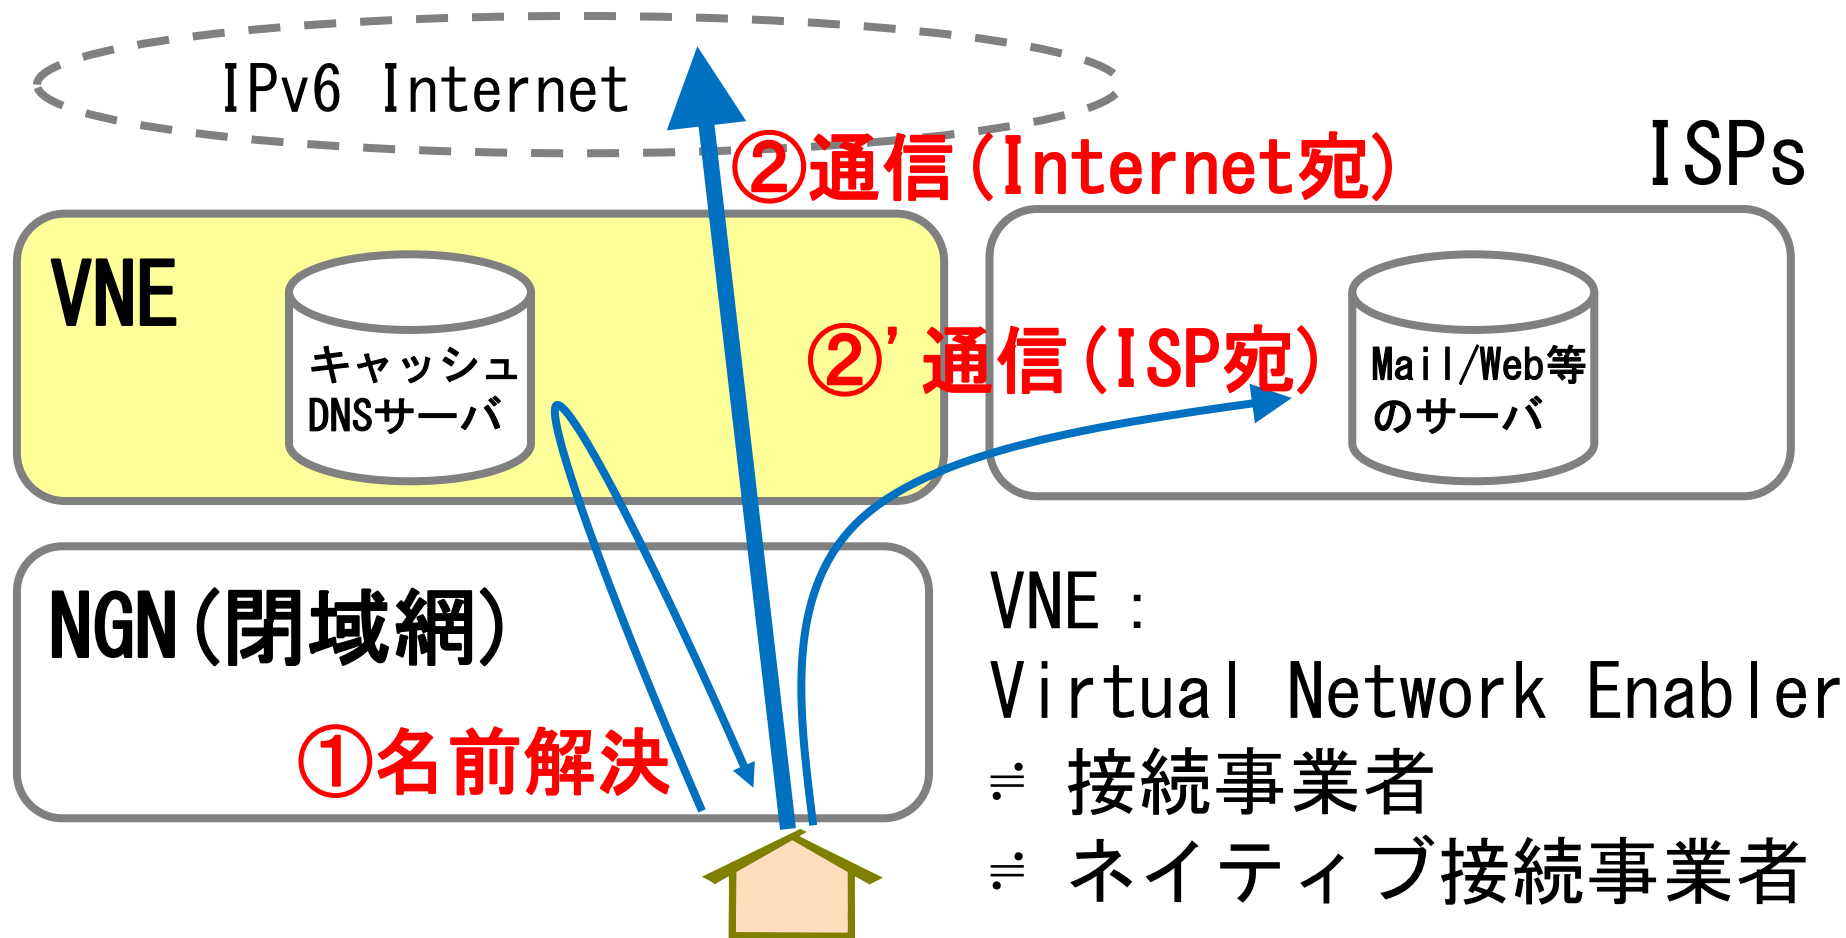 IPv6 Internet
②通信(Internet宛)
ISPs
VNE
キャッシュ
DNSサーバ
②'通信(ISP宛)
Mail/Web等
のサーバ
NGN(閉域網)
①名前解決
VNE：
Virtual Network Enabler
≒ 接続事業者
≒ ネイティブ接続事業者